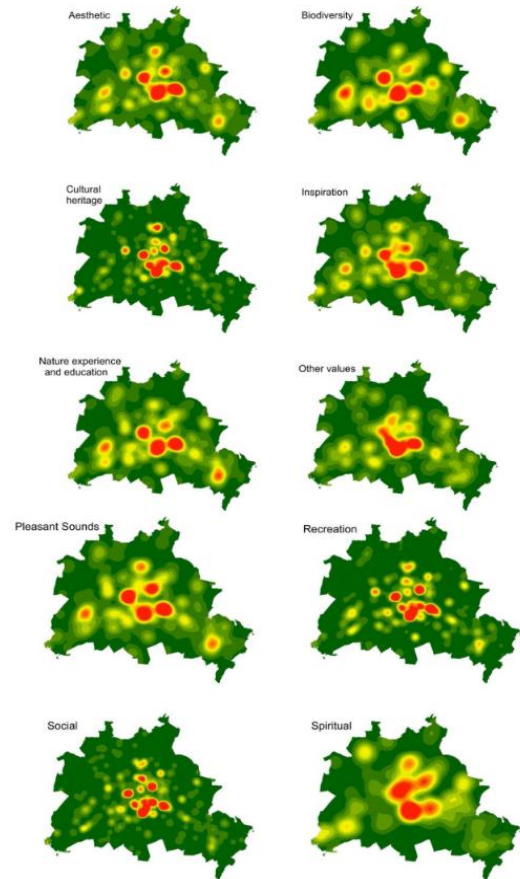 Aesthetic
Biodiversity
Cultural
heritage
Inspiration
Nature experience
and education
Other values
Pleasant Sounds
Recreation
Social
Spiritual